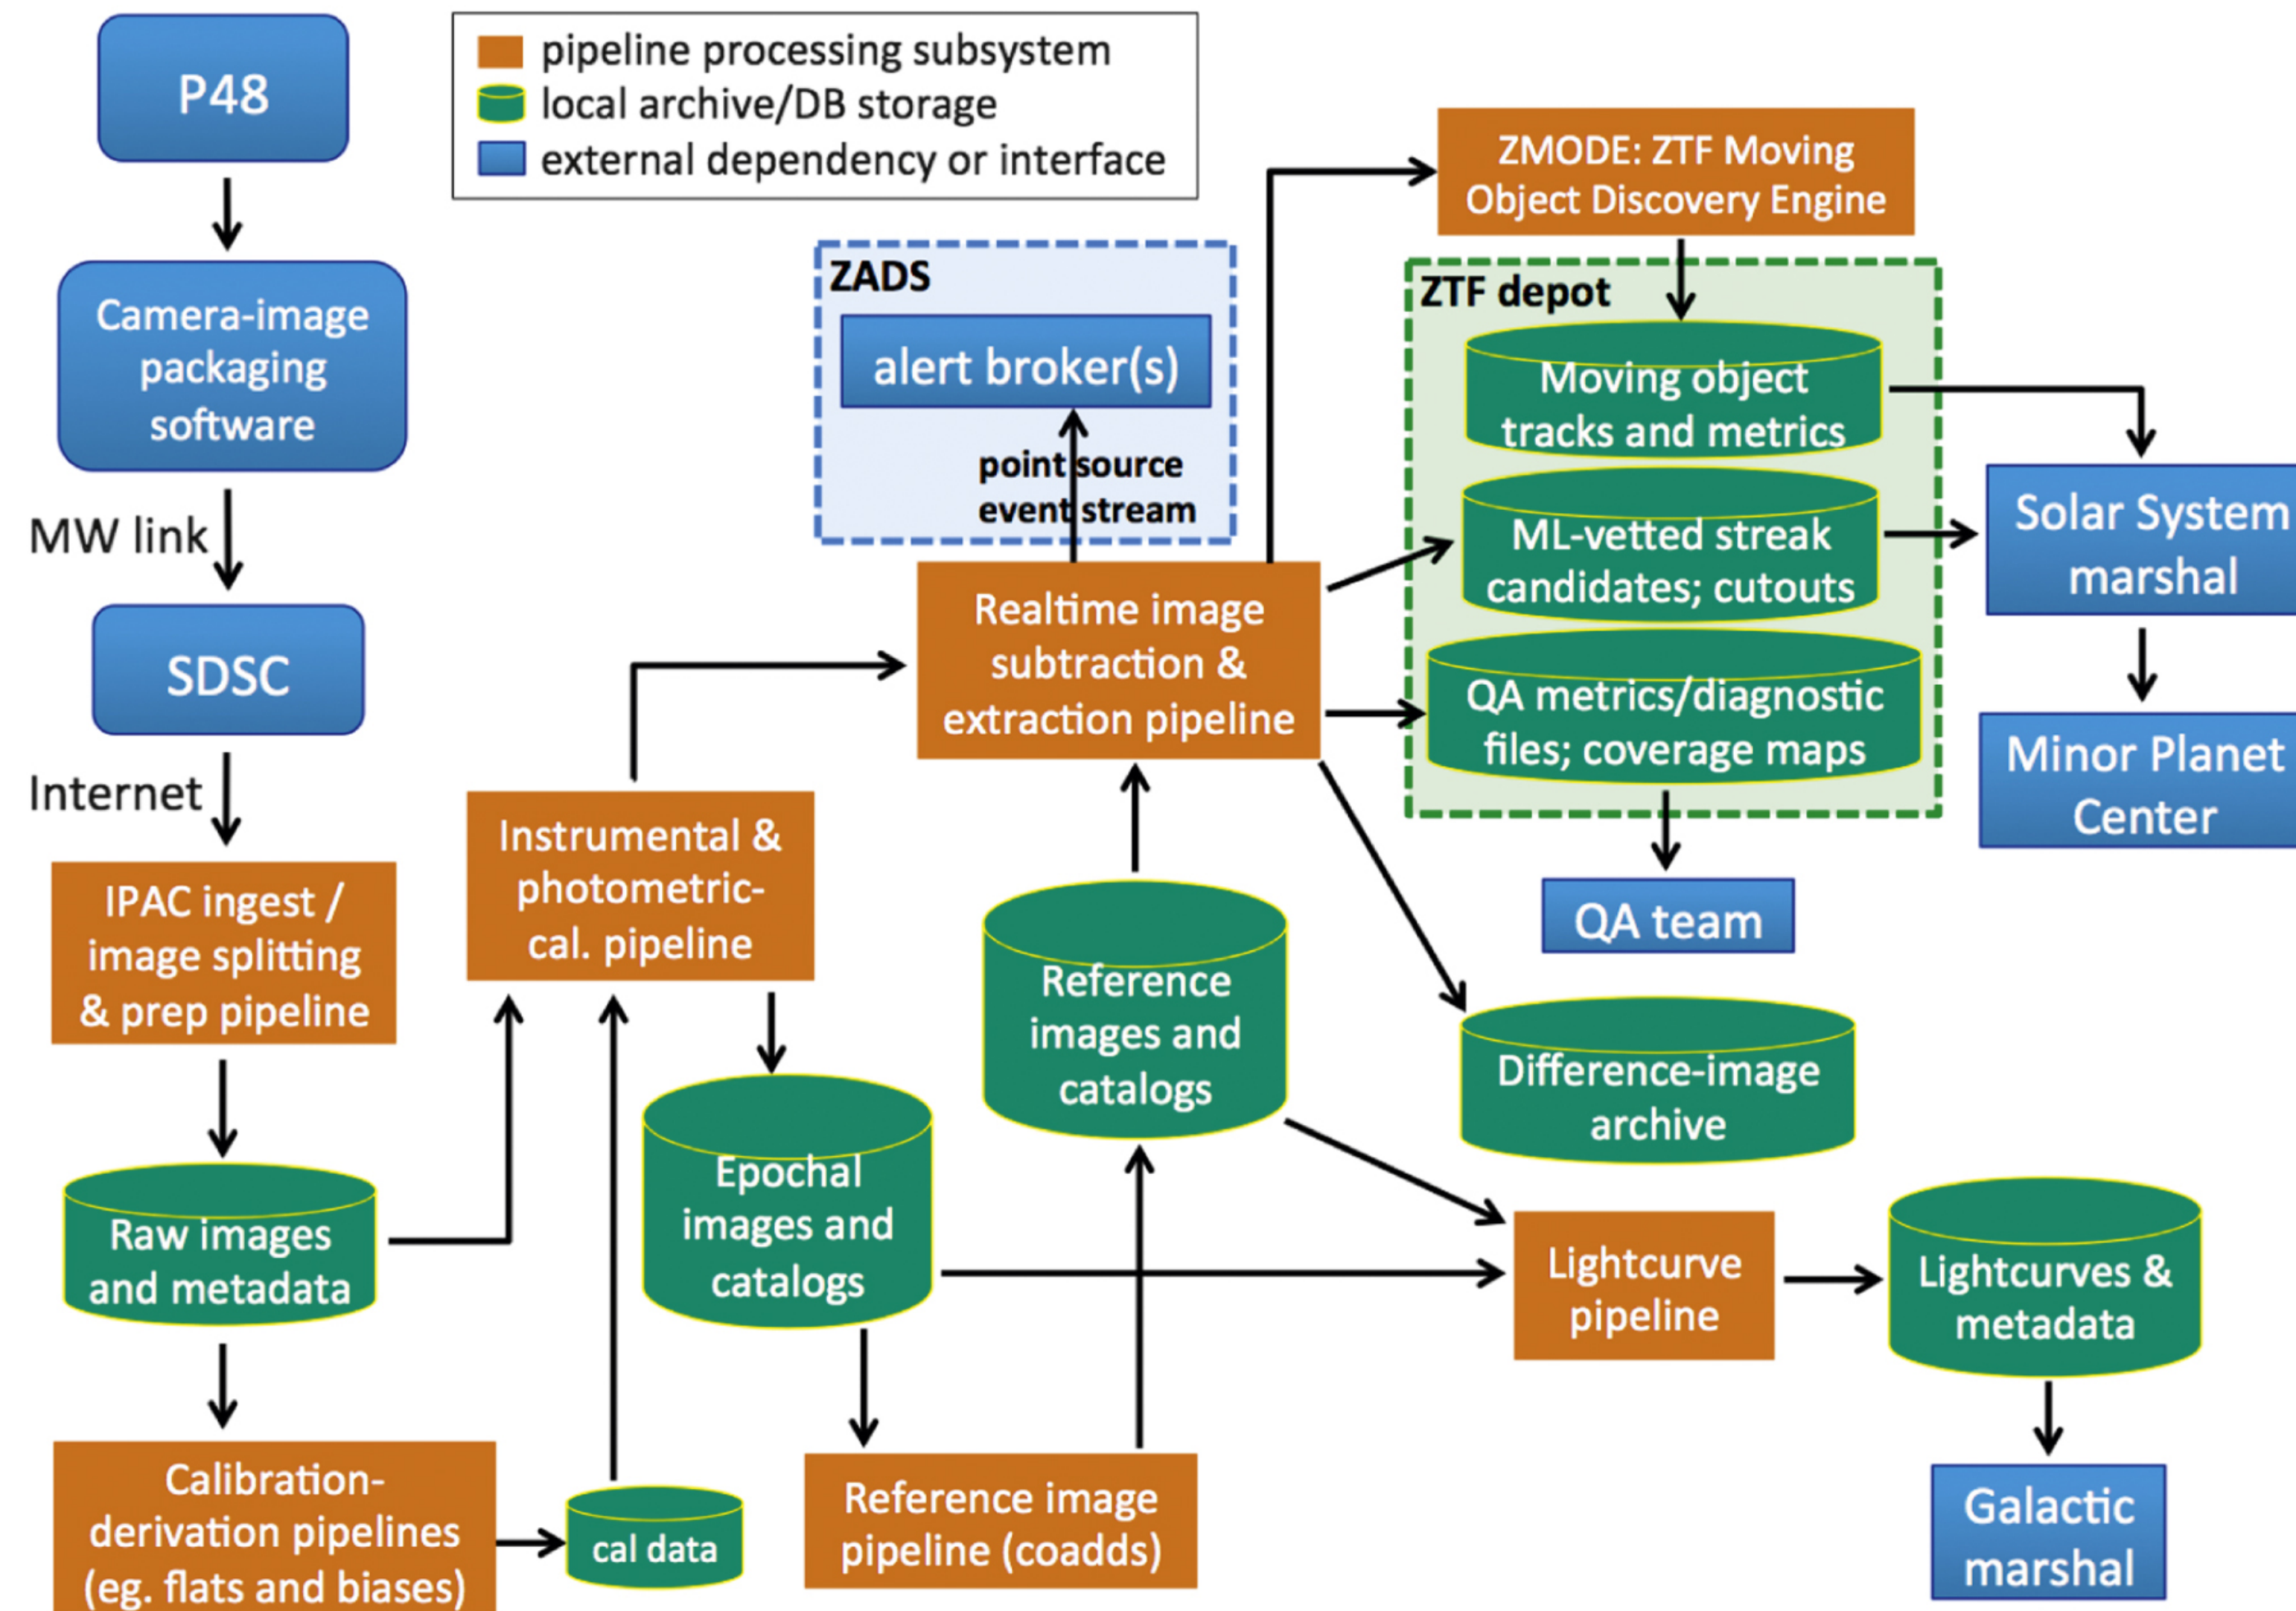 P48
pipeline processing subsystem
local archive/DB storage
external dependency or interface
Camera-image
packaging
software
MW link
SDSC
Internet
IPAC ingest /
image splitting
& prep pipeline
Raw images
and metadata
Calibration-
derivation pipelines
(eg. flats and biases)
cal data
Instrumental &
photometric-
cal. pipeline
Epochal
images and
catalogs
Reference image
pipeline (coadds)
Reference
images and
catalogs
Realtime image
subtraction &
extraction pipeline
ZADS
alert broker(s)
point source
event stream
ZMODE: ZTF Moving
Object Discovery Engine
ZTF depot
Moving object
tracks and metrics
ML-vetted streak
candidates; cutouts
QA metrics/diagnostic
files; coverage maps
QA team
Solar System
marshal
Minor Planet
Center
Difference-image
archive
Lightcurve
pipeline
Lightcurves &
metadata
Galactic
marshal